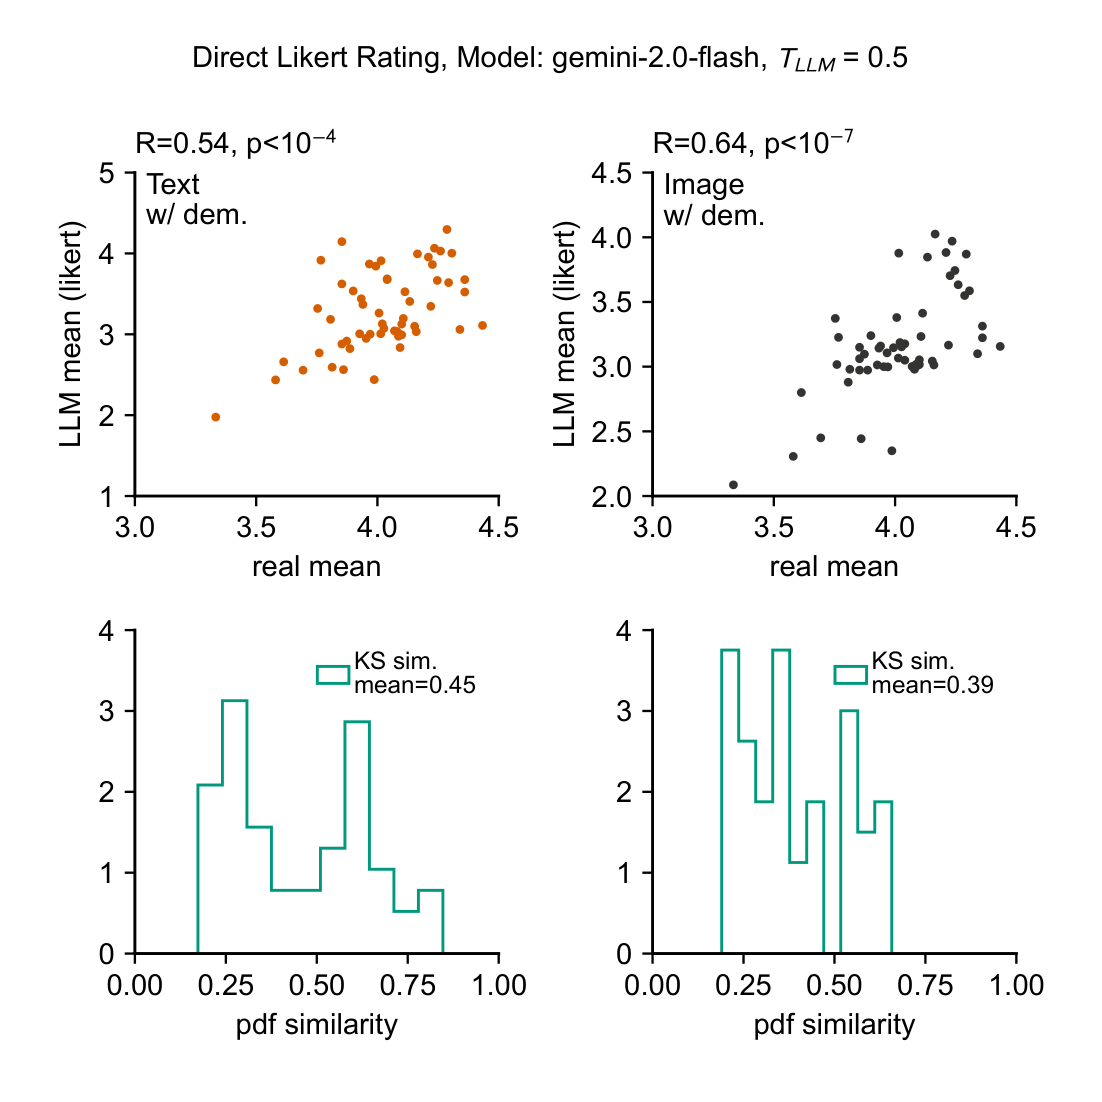 Direct Likert Rating, Model: gemini-2.0-flash, T_LLM = 0.5
R=0.54, p<10⁻⁴
Text
w/ dem.
LLM mean (likert)
5
4
3
2
1
3.0 3.5 4.0 4.5
real mean
R=0.64, p<10⁻⁷
Image
w/ dem.
LLM mean (likert)
4.5
4.0
3.5
3.0
2.5
2.0
3.0 3.5 4.0 4.5
real mean
4
3
2
1
0
KS sim.
mean=0.45
0.00 0.25 0.50 0.75 1.00
pdf similarity
4
3
2
1
0
KS sim.
mean=0.39
0.00 0.25 0.50 0.75 1.00
pdf similarity